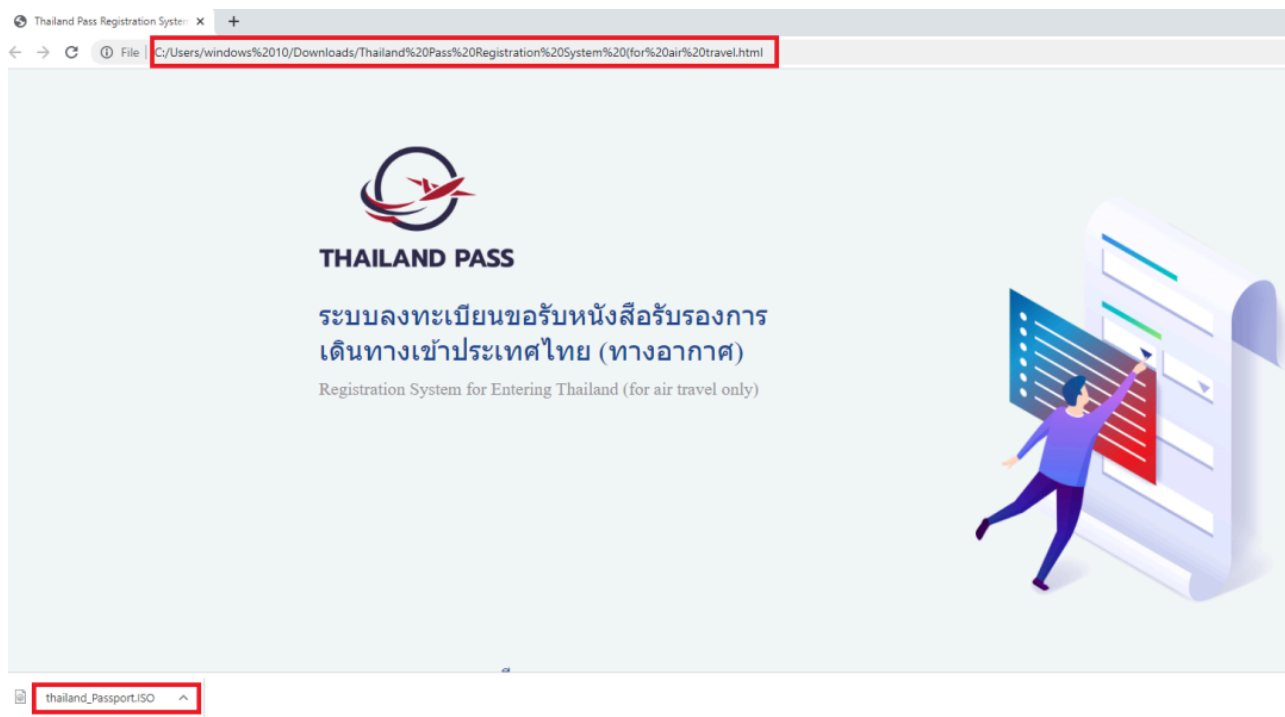 Thailand Pass Registration System
File
C:/Users/windows%2010/Downloads/Thailand%20Pass%20Registration%20System%20(for%20air%20travel.html
THAILAND PASS
ระบบลงทะเบียนขอรับหนังสือรับรองการ
เดินทางเข้าประเทศไทย (ทางอากาศ)
Registration System for Entering Thailand (for air travel only)
thailand_Passport.ISO